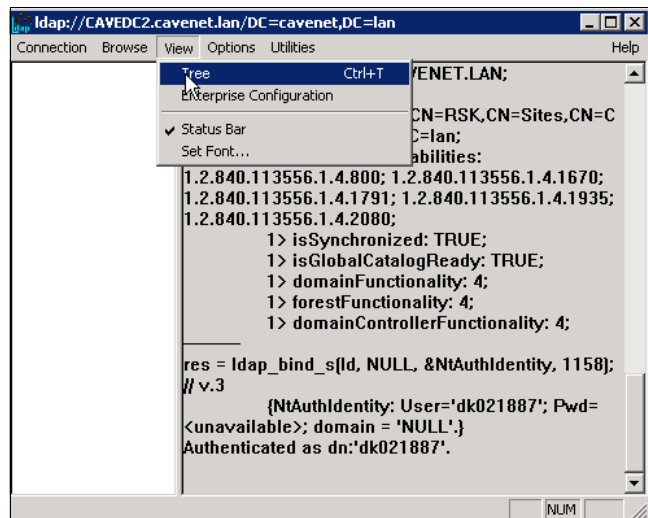 ldap://CAVEDC2.cavenet.lan/DC=cavenet,DC=lan
Connection Browse View Options Utilities Help
Tree Ctrl+T
Enterprise Configuration
Status Bar
Set Font...
VENET.LAN;
CN=RSK,CN=Sites,CN=C
C=lan;
abilities:
1.2.840.113556.1.4.800; 1.2.840.113556.1.4.1670;
1.2.840.113556.1.4.1791; 1.2.840.113556.1.4.1935;
1.2.840.113556.1.4.2080;
1> isSynchronized: TRUE;
1> isGlobalCatalogReady: TRUE;
1> domainFunctionality: 4;
1> forestFunctionality: 4;
1> domainControllerFunctionality: 4;
res = ldap_bind_s(ld, NULL, &NtAuthIdentity, 1158);
// v.3
{NtAuthIdentity: User='dk021887'; Pwd=
<unavailable>; domain = 'NULL'.}
Authenticated as dn:'dk021887'.
NUM